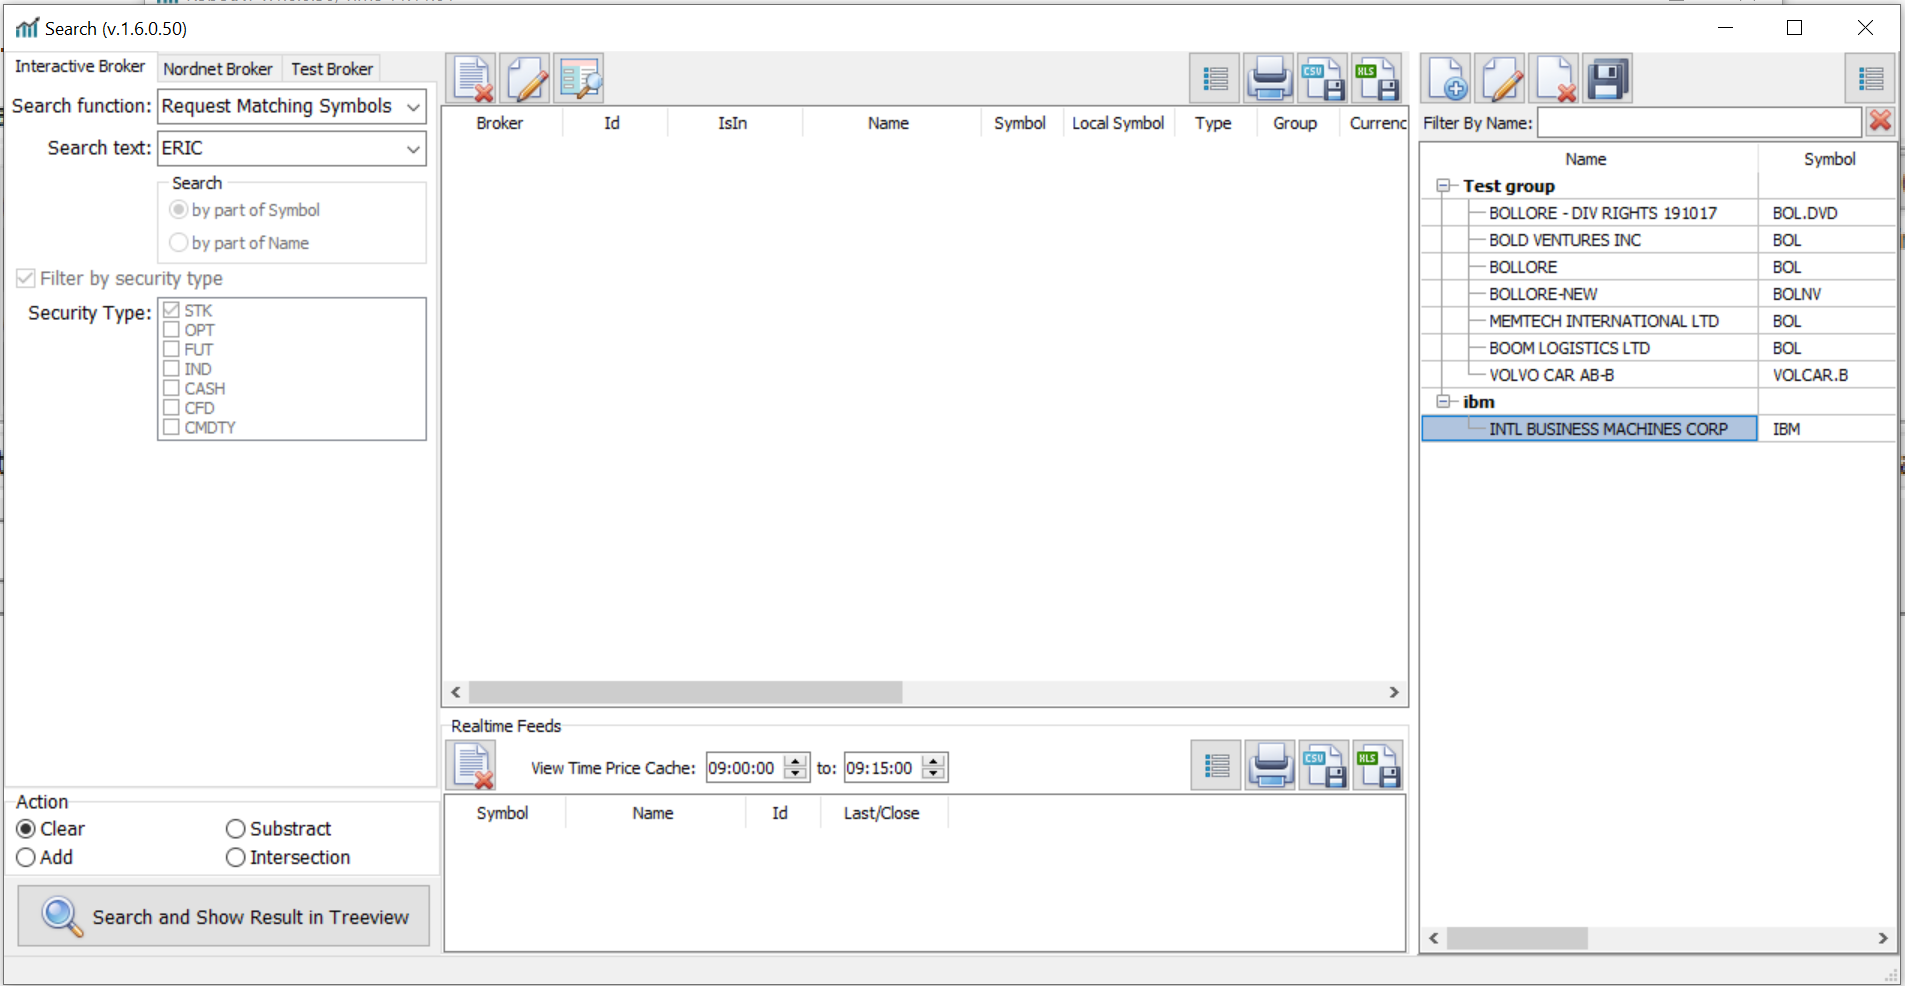 Search (v.1.6.0.50)
Interactive Broker
Nordnet Broker
Test Broker
Search function:
Request Matching Symbols
Search text:
ERIC
Search
by part of Symbol
by part of Name
Filter by security type
Security Type:
STK
OPT
FUT
IND
CASH
CFD
CMDTY
Action
Clear
Substract
Add
Intersection
Search and Show Result in Treeview
CSV
XLS
Broker
Id
IsIn
Name
Symbol
Local Symbol
Type
Group
Currenc
Realtime Feeds
View Time Price Cache:
09:00:00
to:
09:15:00
CSV
XLS
Symbol
Name
Id
Last/Close
Filter By Name:
Name
Symbol
Test group
BOLLORE - DIV RIGHTS 191017
BOL.DVD
BOLD VENTURES INC
BOL
BOLLORE
BOL
BOLLORE-NEW
BOLNV
MEMTECH INTERNATIONAL LTD
BOL
BOOM LOGISTICS LTD
BOL
VOLVO CAR AB-B
VOLCAR.B
ibm
INTL BUSINESS MACHINES CORP
IBM